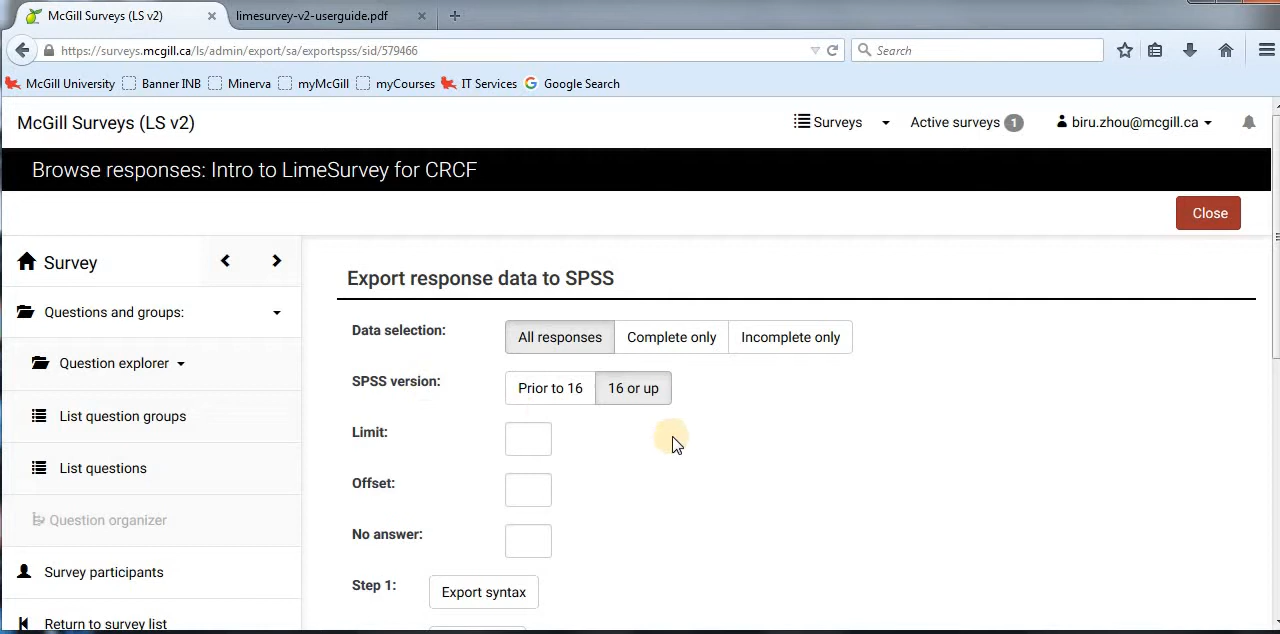 McGill Surveys (LS v2)
limesurvey-v2-userguide.pdf
https://surveys.mcgill.ca/ls/admin/export/sa/exportspss/sid/579466
Search
McGill University
Banner INB
Minerva
myMcGill
myCourses
IT Services
Google Search
McGill Surveys (LS v2)
Surveys
Active surveys 1
biru.zhou@mcgill.ca
Browse responses: Intro to LimeSurvey for CRCF
Close
Survey
Questions and groups:
Question explorer
List question groups
List questions
Question organizer
Survey participants
Return to survey list
Export response data to SPSS
Data selection:
All responses
Complete only
Incomplete only
SPSS version:
Prior to 16
16 or up
Limit:
Offset:
No answer:
Step 1:
Export syntax